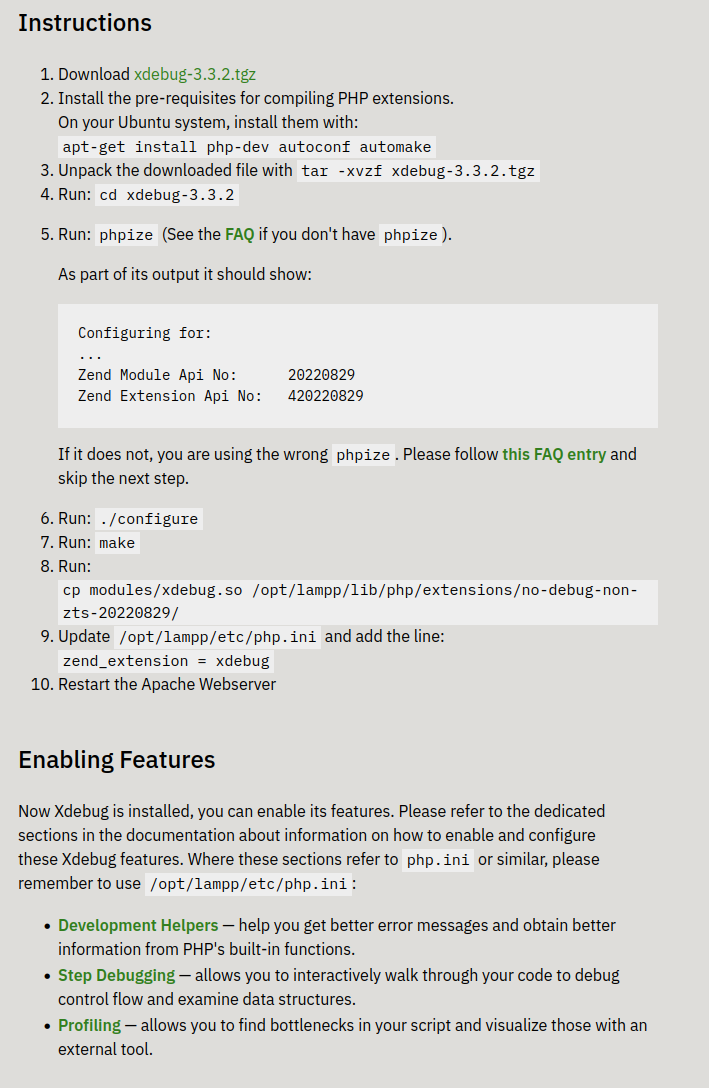 Instructions
1. Download xdebug-3.3.2.tgz
2. Install the pre-requisites for compiling PHP extensions.
On your Ubuntu system, install them with:
apt-get install php-dev autoconf automake
3. Unpack the downloaded file with tar -xvzf xdebug-3.3.2.tgz
4. Run: cd xdebug-3.3.2
5. Run: phpize (See the FAQ if you don't have phpize ).
As part of its output it should show:
Configuring for:
...
Zend Module Api No:      20220829
Zend Extension Api No:   420220829
If it does not, you are using the wrong phpize . Please follow this FAQ entry and
skip the next step.
6. Run: ./configure
7. Run: make
8. Run:
cp modules/xdebug.so /opt/lampp/lib/php/extensions/no-debug-non-
zts-20220829/
9. Update /opt/lampp/etc/php.ini and add the line:
zend_extension = xdebug
10. Restart the Apache Webserver
Enabling Features
Now Xdebug is installed, you can enable its features. Please refer to the dedicated
sections in the documentation about information on how to enable and configure
these Xdebug features. Where these sections refer to php.ini or similar, please
remember to use /opt/lampp/etc/php.ini :
• Development Helpers — help you get better error messages and obtain better
information from PHP's built-in functions.
• Step Debugging — allows you to interactively walk through your code to debug
control flow and examine data structures.
• Profiling — allows you to find bottlenecks in your script and visualize those with an
external tool.